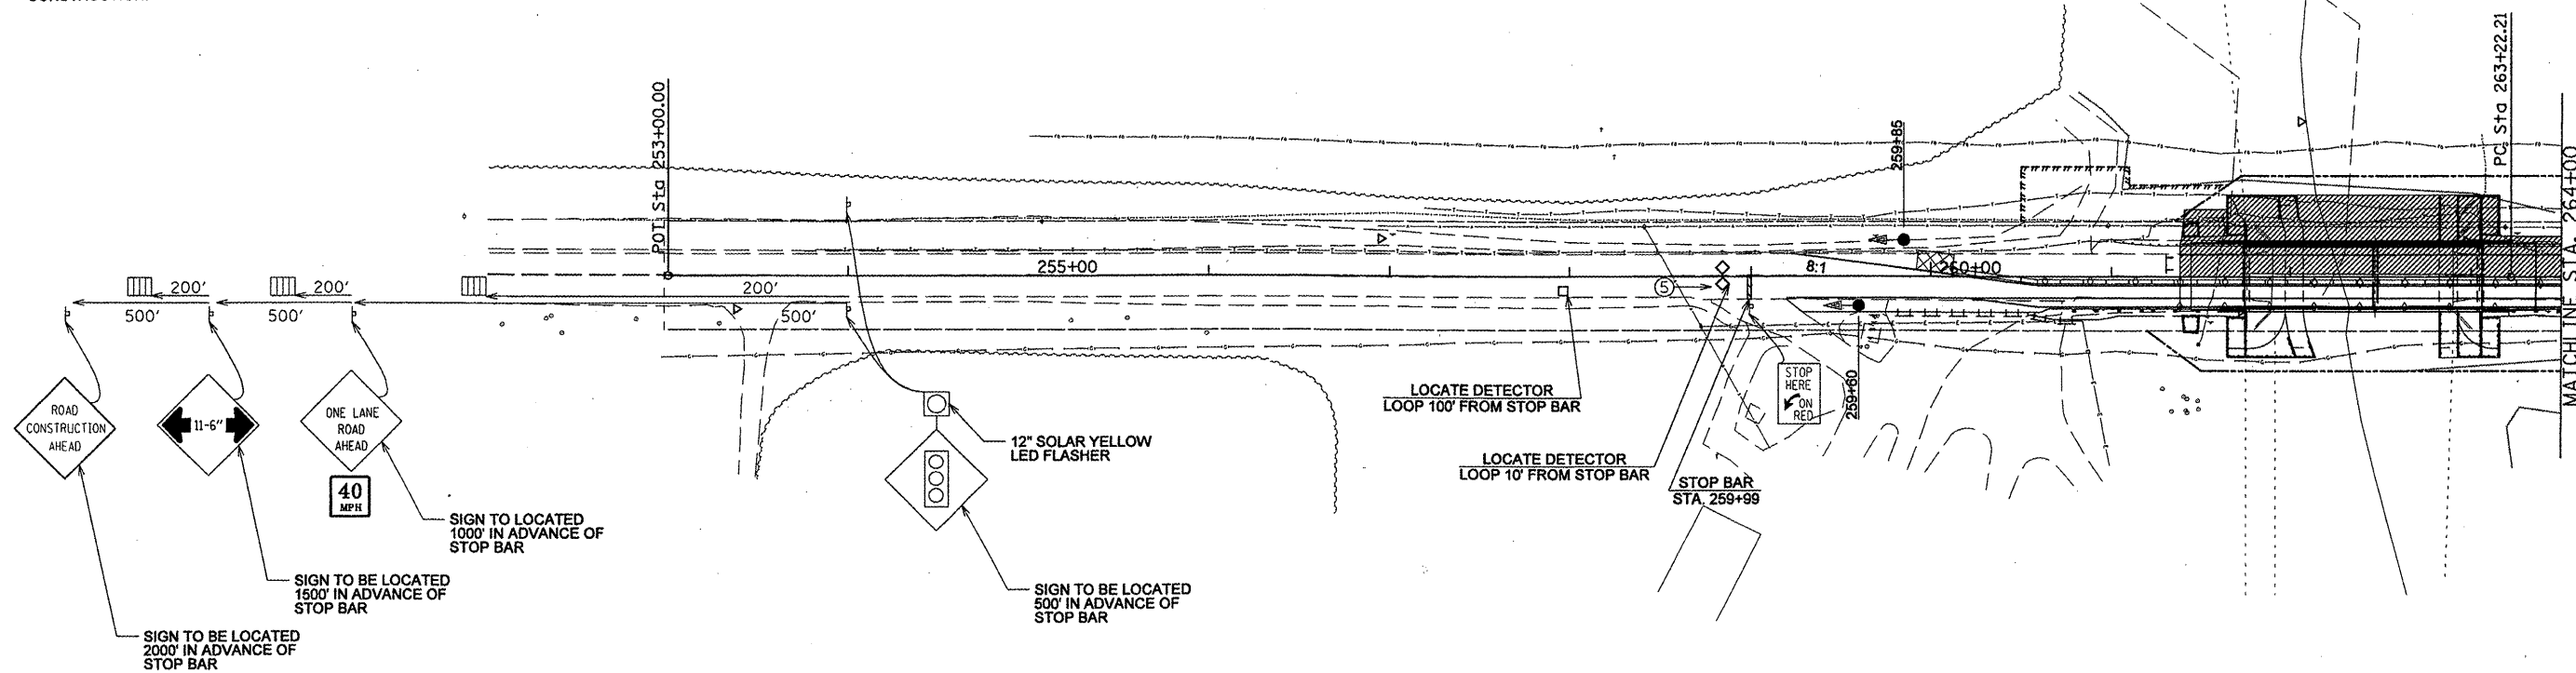 POT Sta 253+00.00
259+85
PC Sta 263+22.21
MATCHLINE STA. 264+00
255+00
8:1
260+00
200'
200'
200'
500'
500'
500'
5
ROAD
CONSTRUCTION
AHEAD
11-6"
ONE LANE
ROAD
AHEAD
40
MPH
STOP
HERE
ON
RED
259+60
LOCATE DETECTOR
LOOP 100' FROM STOP BAR
12" SOLAR YELLOW
LED FLASHER
LOCATE DETECTOR
LOOP 10' FROM STOP BAR
STOP BAR
STA. 259+99
SIGN TO LOCATED
1000' IN ADVANCE OF
STOP BAR
SIGN TO BE LOCATED
1500' IN ADVANCE OF
STOP BAR
SIGN TO BE LOCATED
500' IN ADVANCE OF
STOP BAR
SIGN TO BE LOCATED
2000' IN ADVANCE OF
STOP BAR